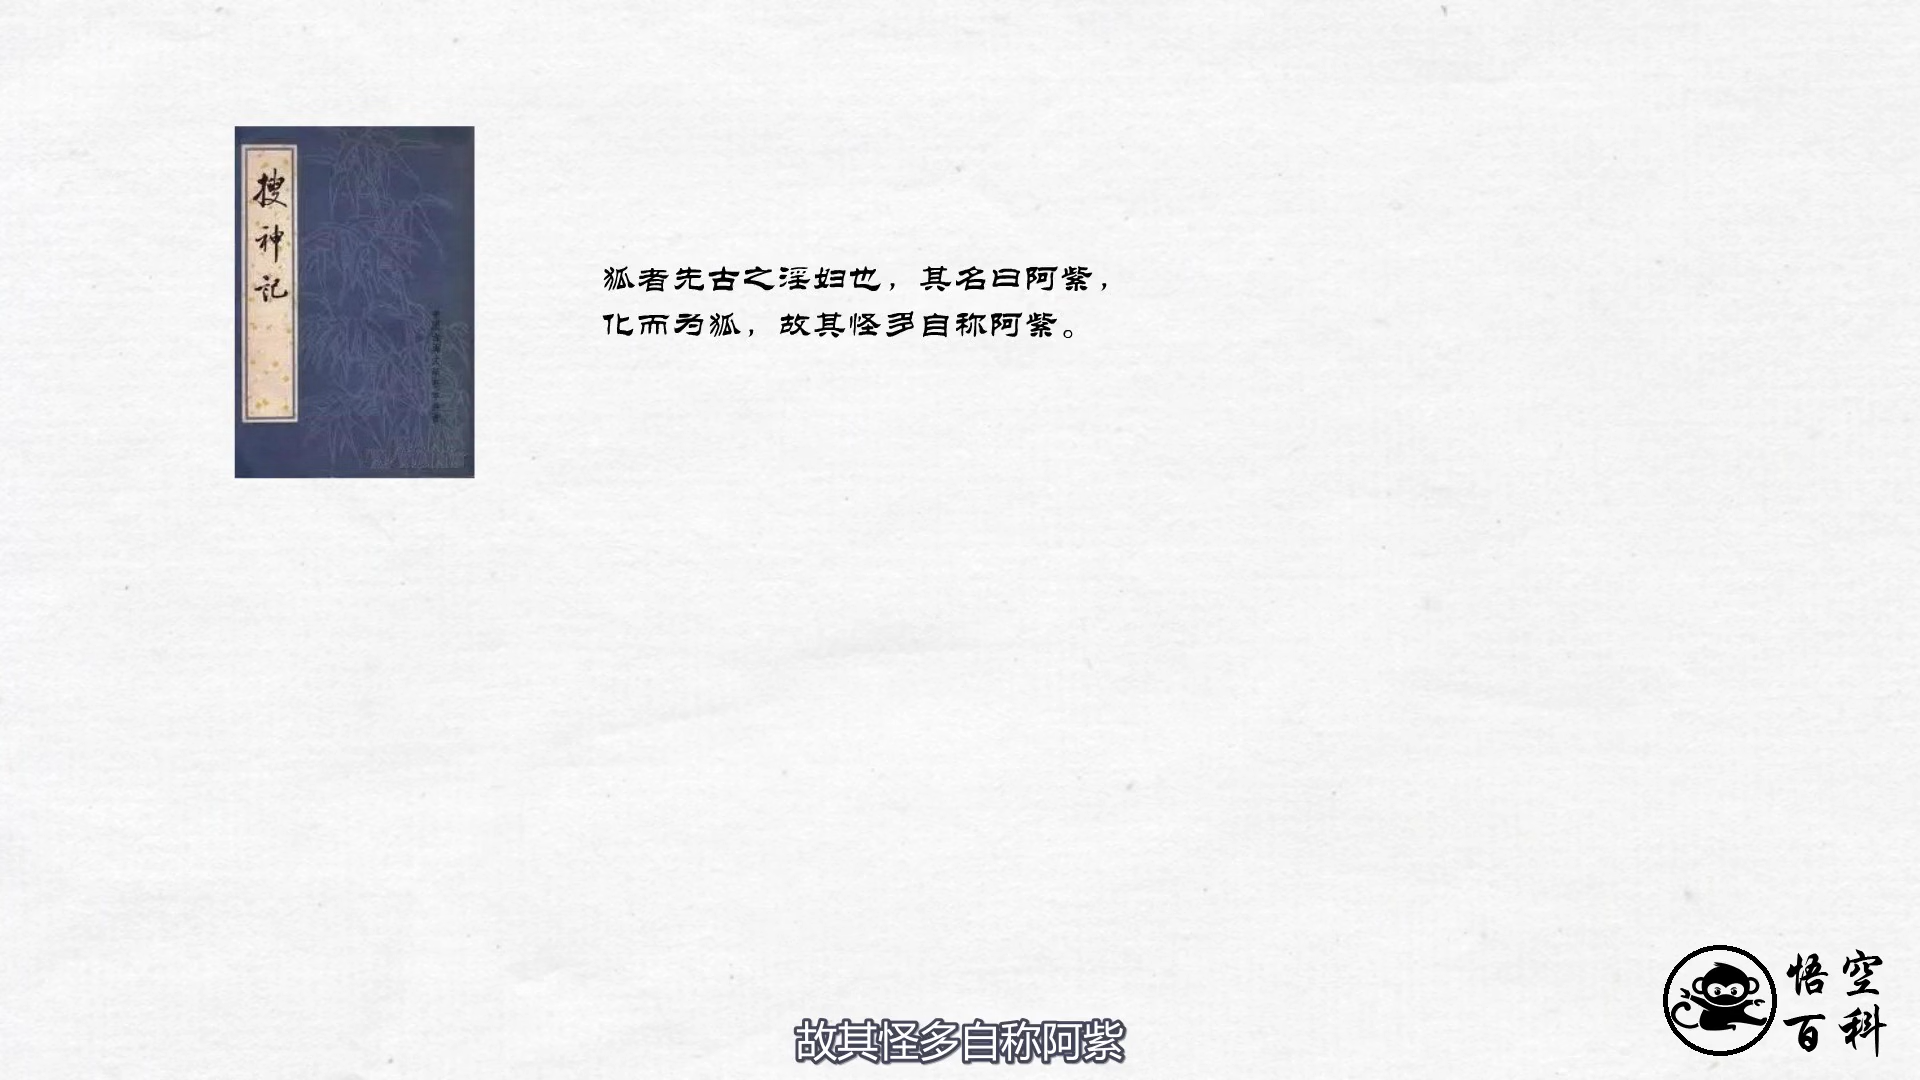 搜神記
狐者先古之淫妇也，其名曰阿紫，
化而为狐，故其怪多自称阿紫。
故其怪多自称阿紫
悟空
百科